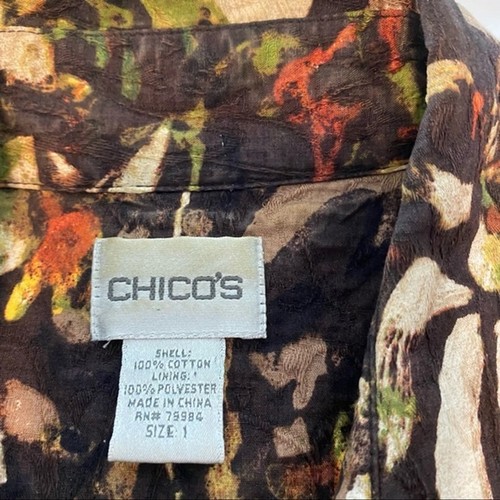 CHICO'S
SHELL:
100% COTTON
LINING:
100% POLYESTER
MADE IN CHINA
RN# 79984
SIZE: 1